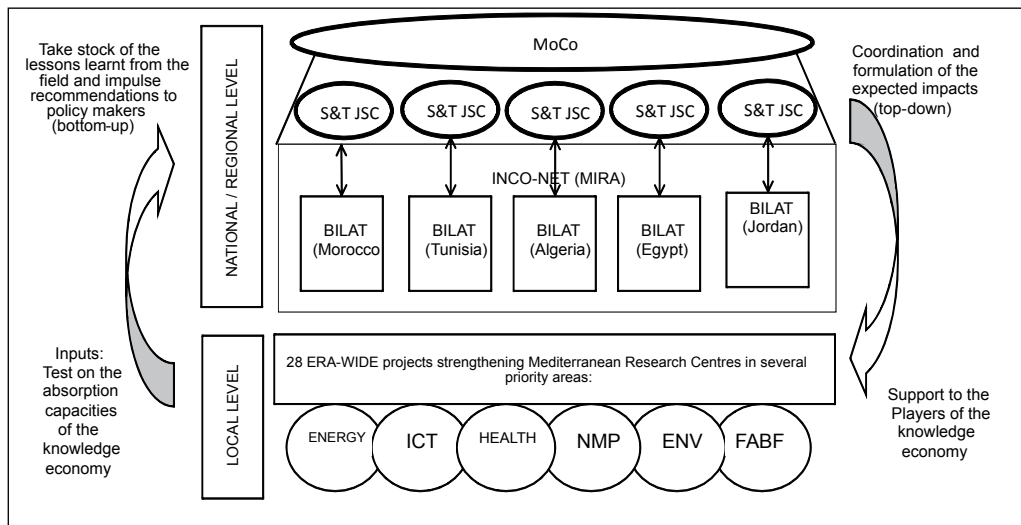 Take stock of the
lessons learnt from the
field and impulse
recommendations to
policy makers
(bottom-up)
Inputs:
Test on the
absorption
capacities
of the
knowledge
economy
NATIONAL / REGIONAL LEVEL
MoCo
S&T JSC
S&T JSC
S&T JSC
S&T JSC
S&T JSC
INCO-NET (MIRA)
BILAT
(Morocco
BILAT
(Tunisia)
BILAT
(Algeria)
BILAT
(Egypt)
BILAT
(Jordan)
LOCAL LEVEL
28 ERA-WIDE projects strengthening Mediterranean Research Centres in several
priority areas:
ENERGY
ICT
HEALTH
NMP
ENV
FABF
Coordination and
formulation of the
expected impacts
(top-down)
Support to the
Players of the
knowledge
economy